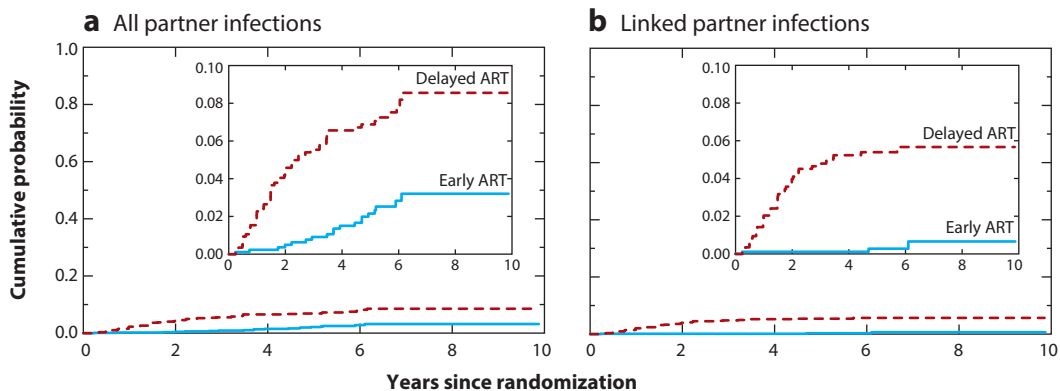 a All partner infections
1.0
0.8
0.6
0.4
0.2
0.0
0 2 4 6 8 10
0.10
0.08
0.06
0.04
0.02
0.00
0 2 4 6 8 10
Delayed ART
Early ART
b Linked partner infections
0.10
0.08
0.06
0.04
0.02
0.00
0 2 4 6 8 10
Delayed ART
Early ART
0 2 4 6 8 10
Cumulative probability
Years since randomization